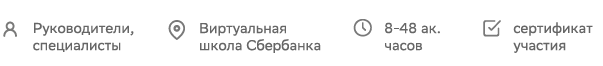 Руководители,
специалисты
Виртуальная
школа Сбербанка
8-48 ак.
часов
сертификат
участия